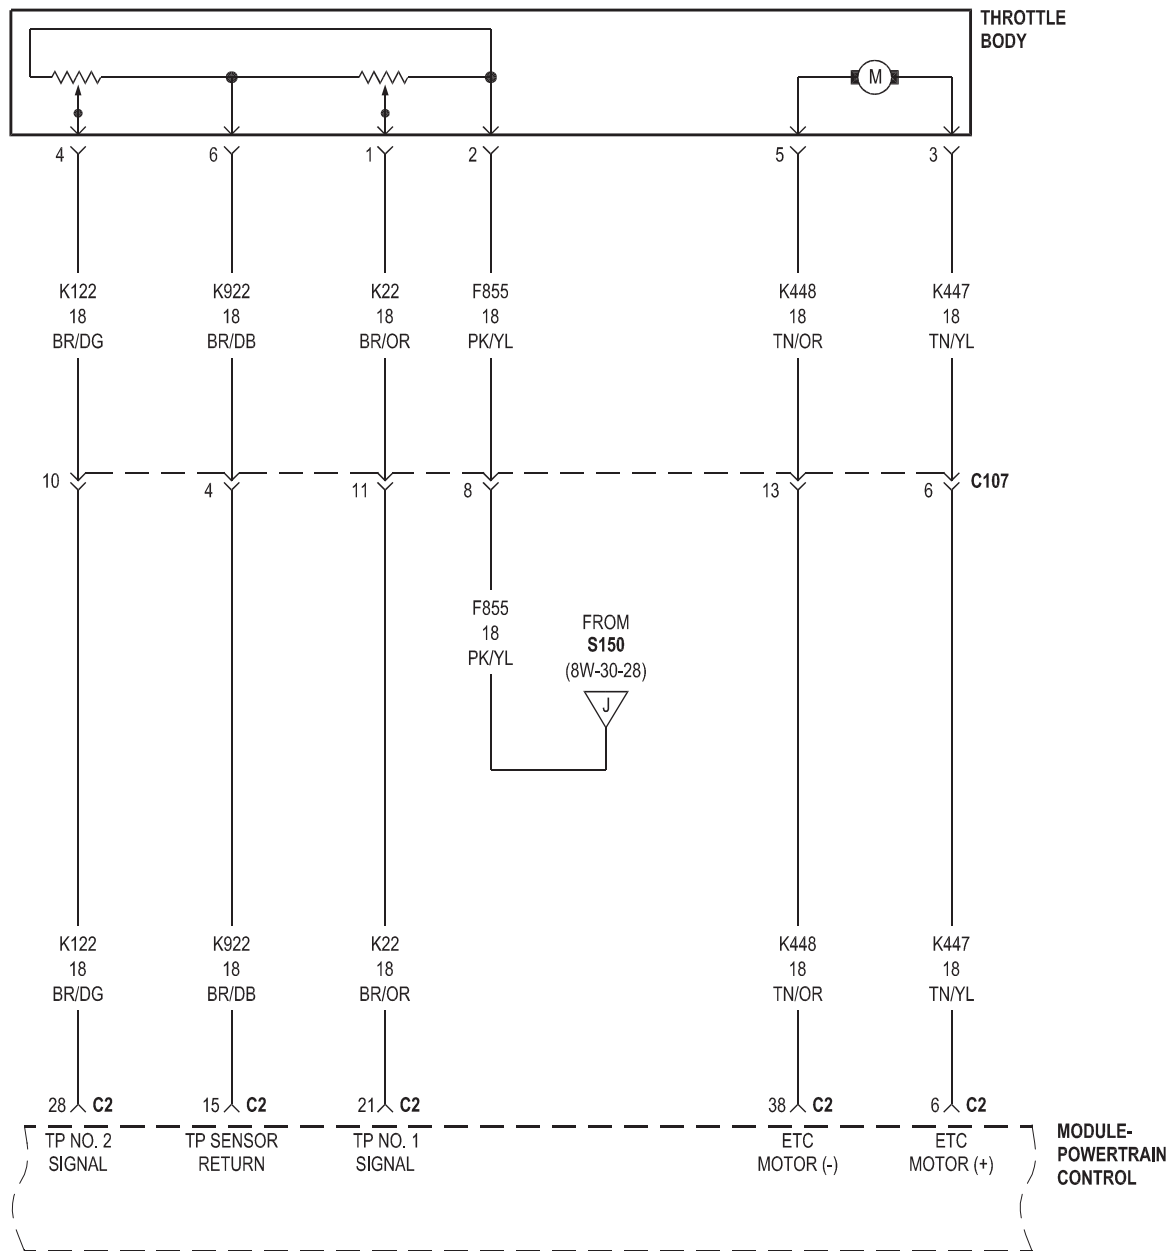 THROTTLE
BODY
M
4 6 1 2 5 3
K122 K922 K22 F855 K448 K447
18 18 18 18 18 18
BR/DG BR/DB BR/OR PK/YL TN/OR TN/YL
10 4 11 8 13 6 C107
F855
18
PK/YL
FROM
S150
(8W-30-28)
J
K122 K922 K22 K448 K447
18 18 18 18 18
BR/DG BR/DB BR/OR TN/OR TN/YL
28 C2 15 C2 21 C2 38 C2 6 C2
TP NO. 2 TP SENSOR TP NO. 1 ETC ETC
SIGNAL RETURN SIGNAL MOTOR (-) MOTOR (+)
MODULE-
POWERTRAIN
CONTROL